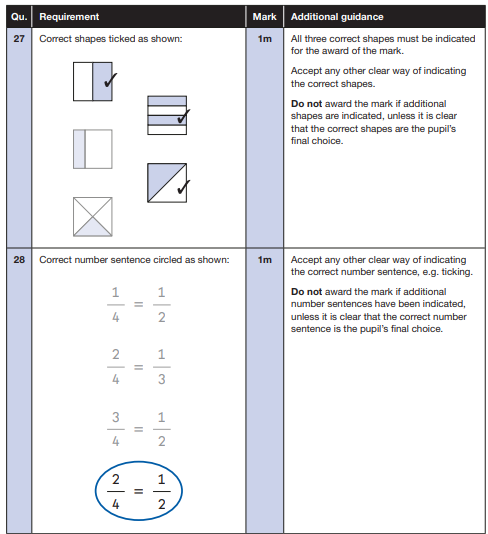 Qu. Requirement Mark Additional guidance
27 Correct shapes ticked as shown: 1m All three correct shapes must be indicated
for the award of the mark.
Accept any other clear way of indicating
the correct shapes.
Do not award the mark if additional
shapes are indicated, unless it is clear
that the correct shapes are the pupil's
final choice.
28 Correct number sentence circled as shown: 1m Accept any other clear way of indicating
the correct number sentence, e.g. ticking.
Do not award the mark if additional
number sentences have been indicated,
unless it is clear that the correct number
sentence is the pupil's final choice.
1/4 = 1/2
2/4 = 1/3
3/4 = 1/2
2/4 = 1/2